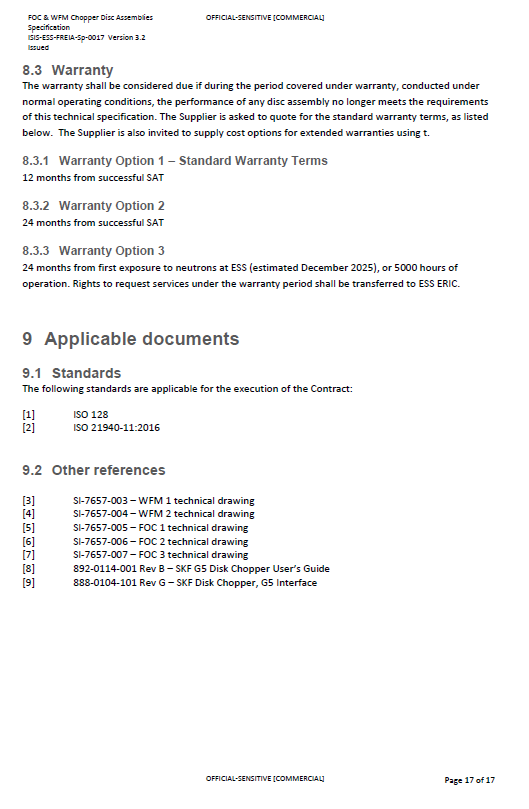 FOC & WFM Chopper Disc Assemblies
OFFICIAL-SENSITIVE [COMMERCIAL]
Specification
ISIS-ESS-FREIA-Sp-0017 Version 3.2
Issued
8.3 Warranty
The warranty shall be considered due if during the period covered under warranty, conducted under
normal operating conditions, the performance of any disc assembly no longer meets the requirements
of this technical specification. The Supplier is asked to quote for the standard warranty terms, as listed
below. The Supplier is also invited to supply cost options for extended warranties using t.
8.3.1 Warranty Option 1 – Standard Warranty Terms
12 months from successful SAT
8.3.2 Warranty Option 2
24 months from successful SAT
8.3.3 Warranty Option 3
24 months from first exposure to neutrons at ESS (estimated December 2025), or 5000 hours of
operation. Rights to request services under the warranty period shall be transferred to ESS ERIC.
9 Applicable documents
9.1 Standards
The following standards are applicable for the execution of the Contract:
[1] ISO 128
[2] ISO 21940-11:2016
9.2 Other references
[3] SI-7657-003 – WFM 1 technical drawing
[4] SI-7657-004 – WFM 2 technical drawing
[5] SI-7657-005 – FOC 1 technical drawing
[6] SI-7657-006 – FOC 2 technical drawing
[7] SI-7657-007 – FOC 3 technical drawing
[8] 892-0114-001 Rev B – SKF G5 Disk Chopper User's Guide
[9] 888-0104-101 Rev G – SKF Disk Chopper, G5 Interface
OFFICIAL-SENSITIVE [COMMERCIAL]
Page 17 of 17